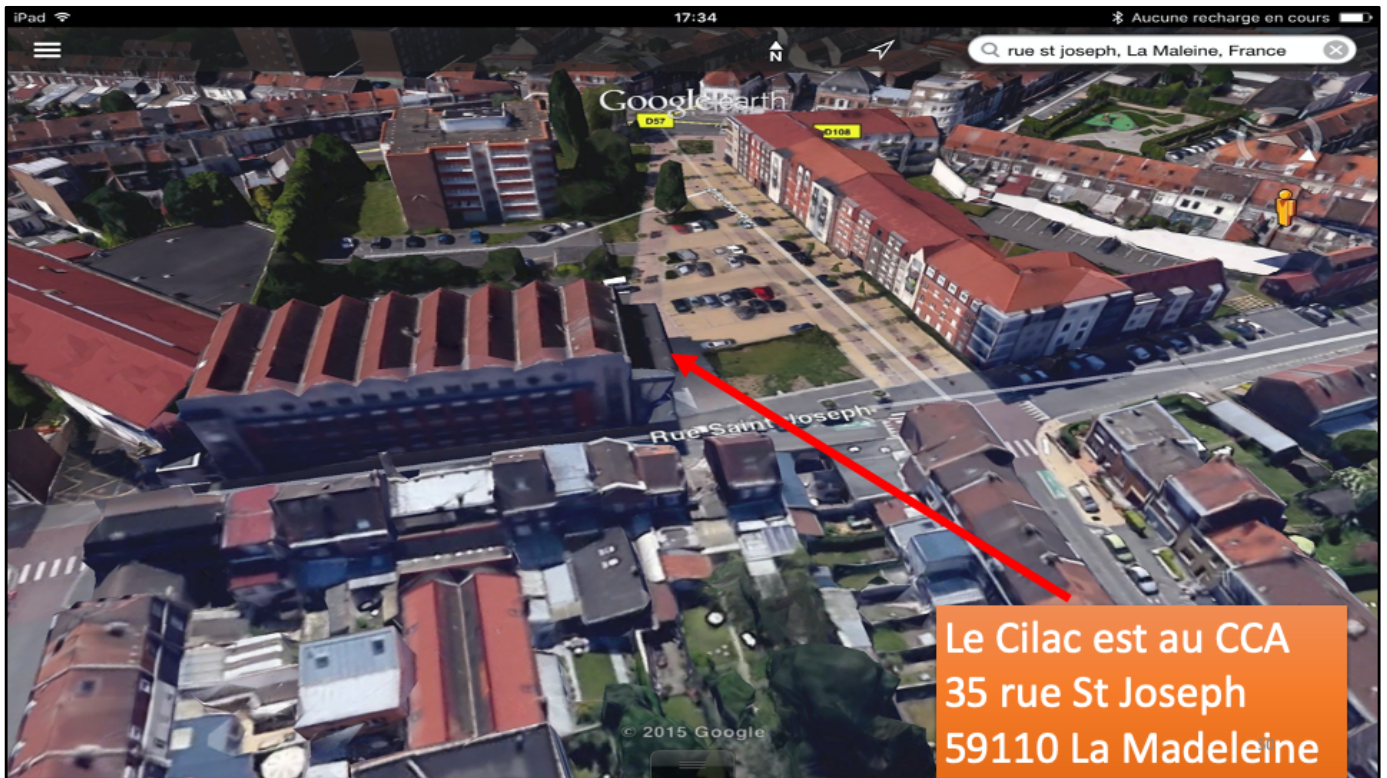 iPad
17:34
Aucune recharge en cours
N
rue st joseph, La Maleine, France
Google earth
D57
D108
Rue Saint-Joseph
© 2015 Google
Le Cilac est au CCA
35 rue St Joseph
59110 La Madeleine